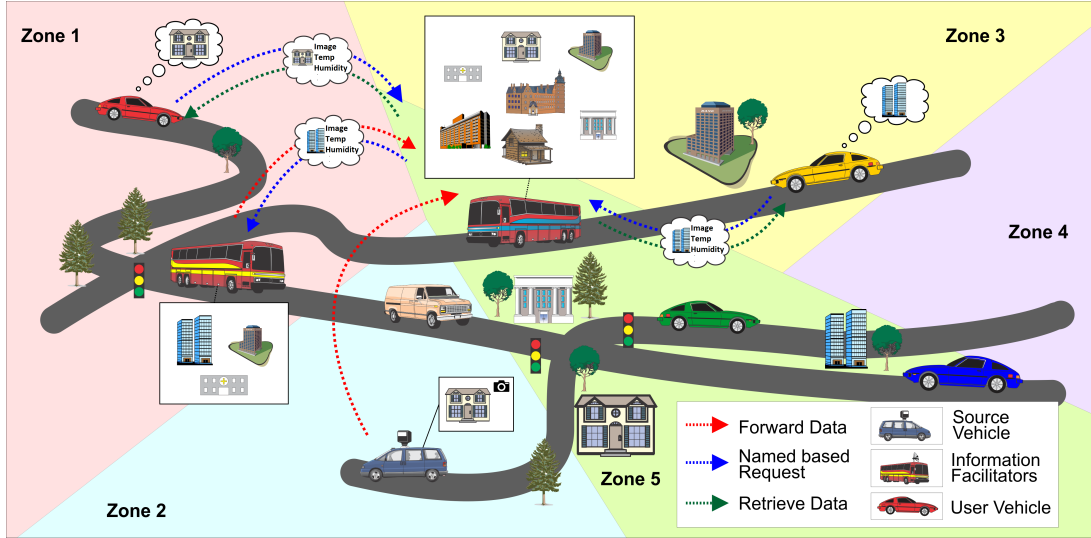 Zone 1
Image
Temp
Humidity
Zone 3
Image
Temp
Humidity
Image
Temp
Humidity
Zone 4
Zone 2
Zone 5
Forward Data
Named based
Request
Retrieve Data
Source
Vehicle
Information
Facilitators
User Vehicle